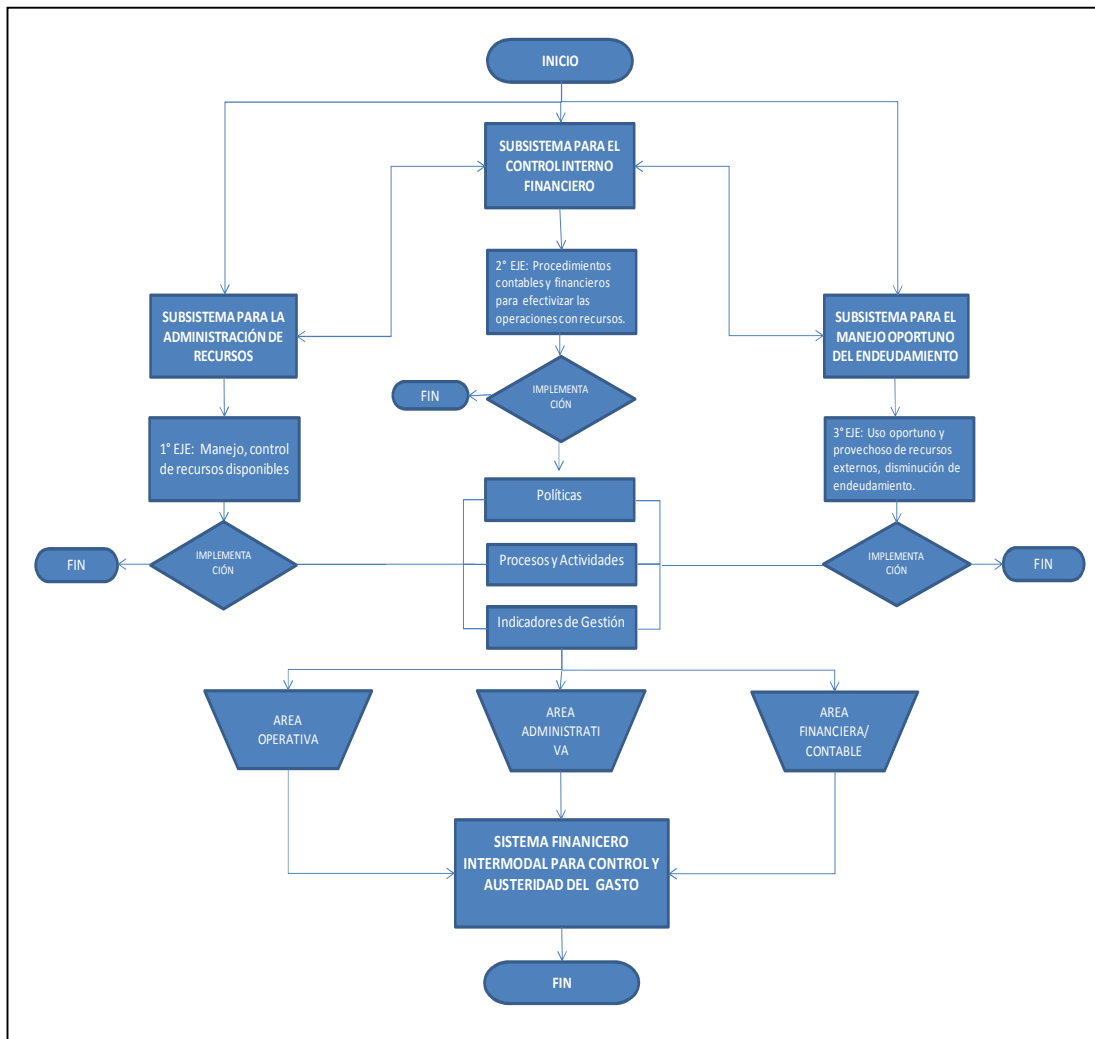 INICIO
SUBSISTEMA PARA EL
CONTROL INTERNO
FINANCIERO
2° EJE: Procedimientos
contables y financieros
para efectivizar las
operaciones con recursos.
SUBSISTEMA PARA LA
ADMINISTRACIÓN DE
RECURSOS
SUBSISTEMA PARA EL
MANEJO OPORTUNO
DEL ENDEUDAMIENTO
FIN
IMPLEMENTA
CIÓN
1° EJE: Manejo, control
de recursos disponibles
3° EJE: Uso oportuno y
provechoso de recursos
externos, disminución de
endeudamiento.
Políticas
FIN
IMPLEMENTA
CIÓN
Procesos y Actividades
IMPLEMENTA
CIÓN
FIN
Indicadores de Gestión
AREA
OPERATIVA
AREA
ADMINISTRATI
VA
AREA
FINANCIERA/
CONTABLE
SISTEMA FINANICERO
INTERMODAL PARA CONTROL Y
AUSTERIDAD DEL GASTO
FIN